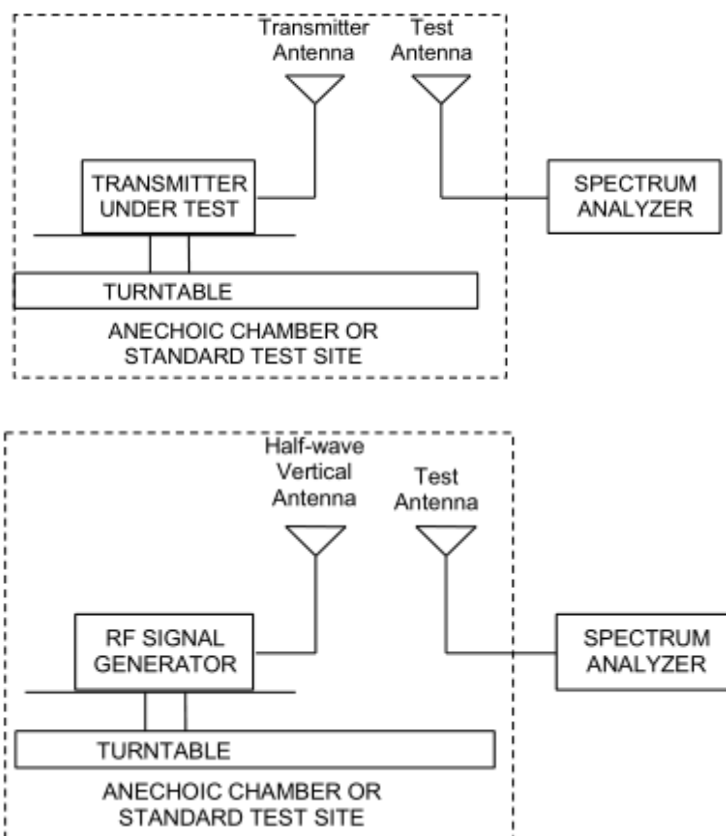 Transmitter
Antenna
Test
Antenna
TRANSMITTER
UNDER TEST
SPECTRUM
ANALYZER
TURNTABLE
ANECHOIC CHAMBER OR
STANDARD TEST SITE
Half-wave
Vertical
Antenna
Test
Antenna
RF SIGNAL
GENERATOR
SPECTRUM
ANALYZER
TURNTABLE
ANECHOIC CHAMBER OR
STANDARD TEST SITE